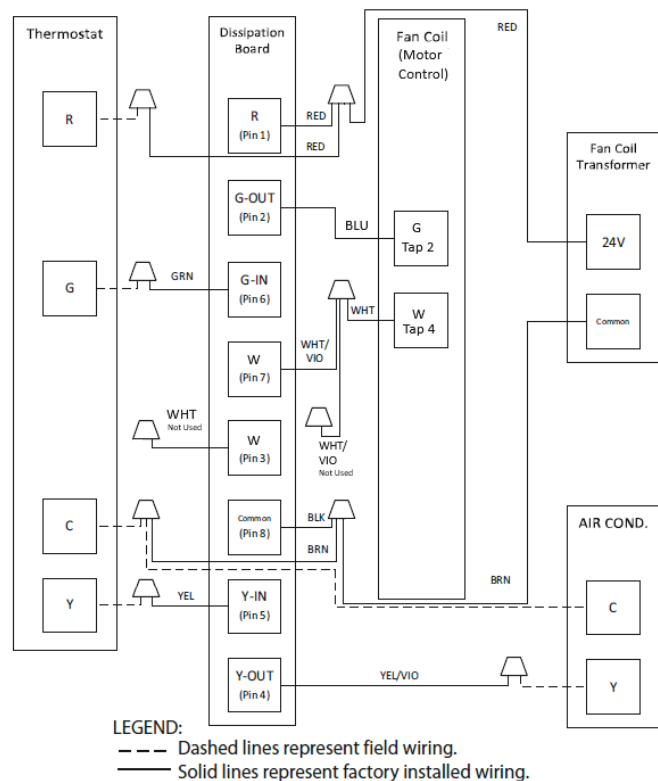 Thermostat
Dissipation
Board
Fan Coil
(Motor
Control)
RED
Fan Coil
Transformer
R
R
(Pin 1)
RED
RED
G-OUT
(Pin 2)
BLU
G
Tap 2
24V
G
GRN
G-IN
(Pin 6)
WHT
W
Tap 4
Common
W
(Pin 7)
WHT/
VIO
WHT
Not Used
W
(Pin 3)
WHT/
VIO
Not Used
C
Common
(Pin 8)
BLK
BRN
AIR COND.
BRN
C
Y
YEL
Y-IN
(Pin 5)
Y-OUT
(Pin 4)
YEL/VIO
Y
LEGEND:
Dashed lines represent field wiring.
Solid lines represent factory installed wiring.